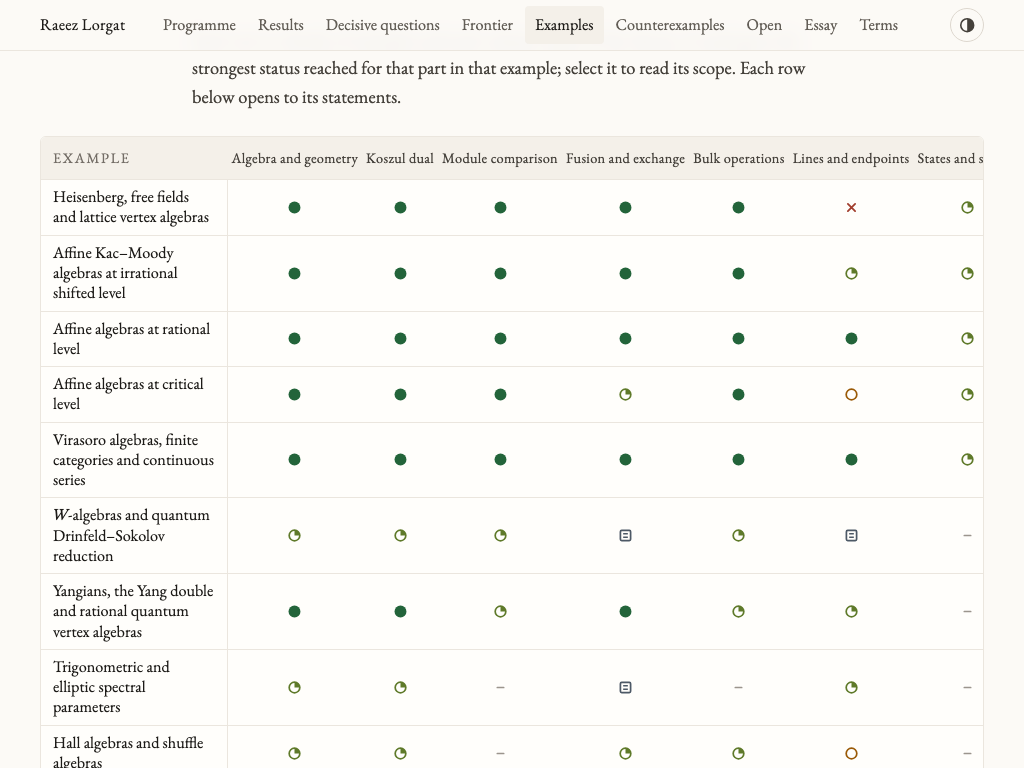 Raeez Lorgat Programme Results Decisive questions Frontier Examples Counterexamples Open Essay Terms
strongest status reached for that part in that example; select it to read its scope. Each row
below opens to its statements.
EXAMPLE Algebra and geometry Koszul dual Module comparison Fusion and exchange Bulk operations Lines and endpoints States and s
Heisenberg, free fields
and lattice vertex algebras
Affine Kac–Moody
algebras at irrational
shifted level
Affine algebras at rational
level
Affine algebras at critical
level
Virasoro algebras, finite
categories and continuous
series
W-algebras and quantum
Drinfeld–Sokolov
reduction
Yangians, the Yang double
and rational quantum
vertex algebras
Trigonometric and
elliptic spectral
parameters
Hall algebras and shuffle
algebras